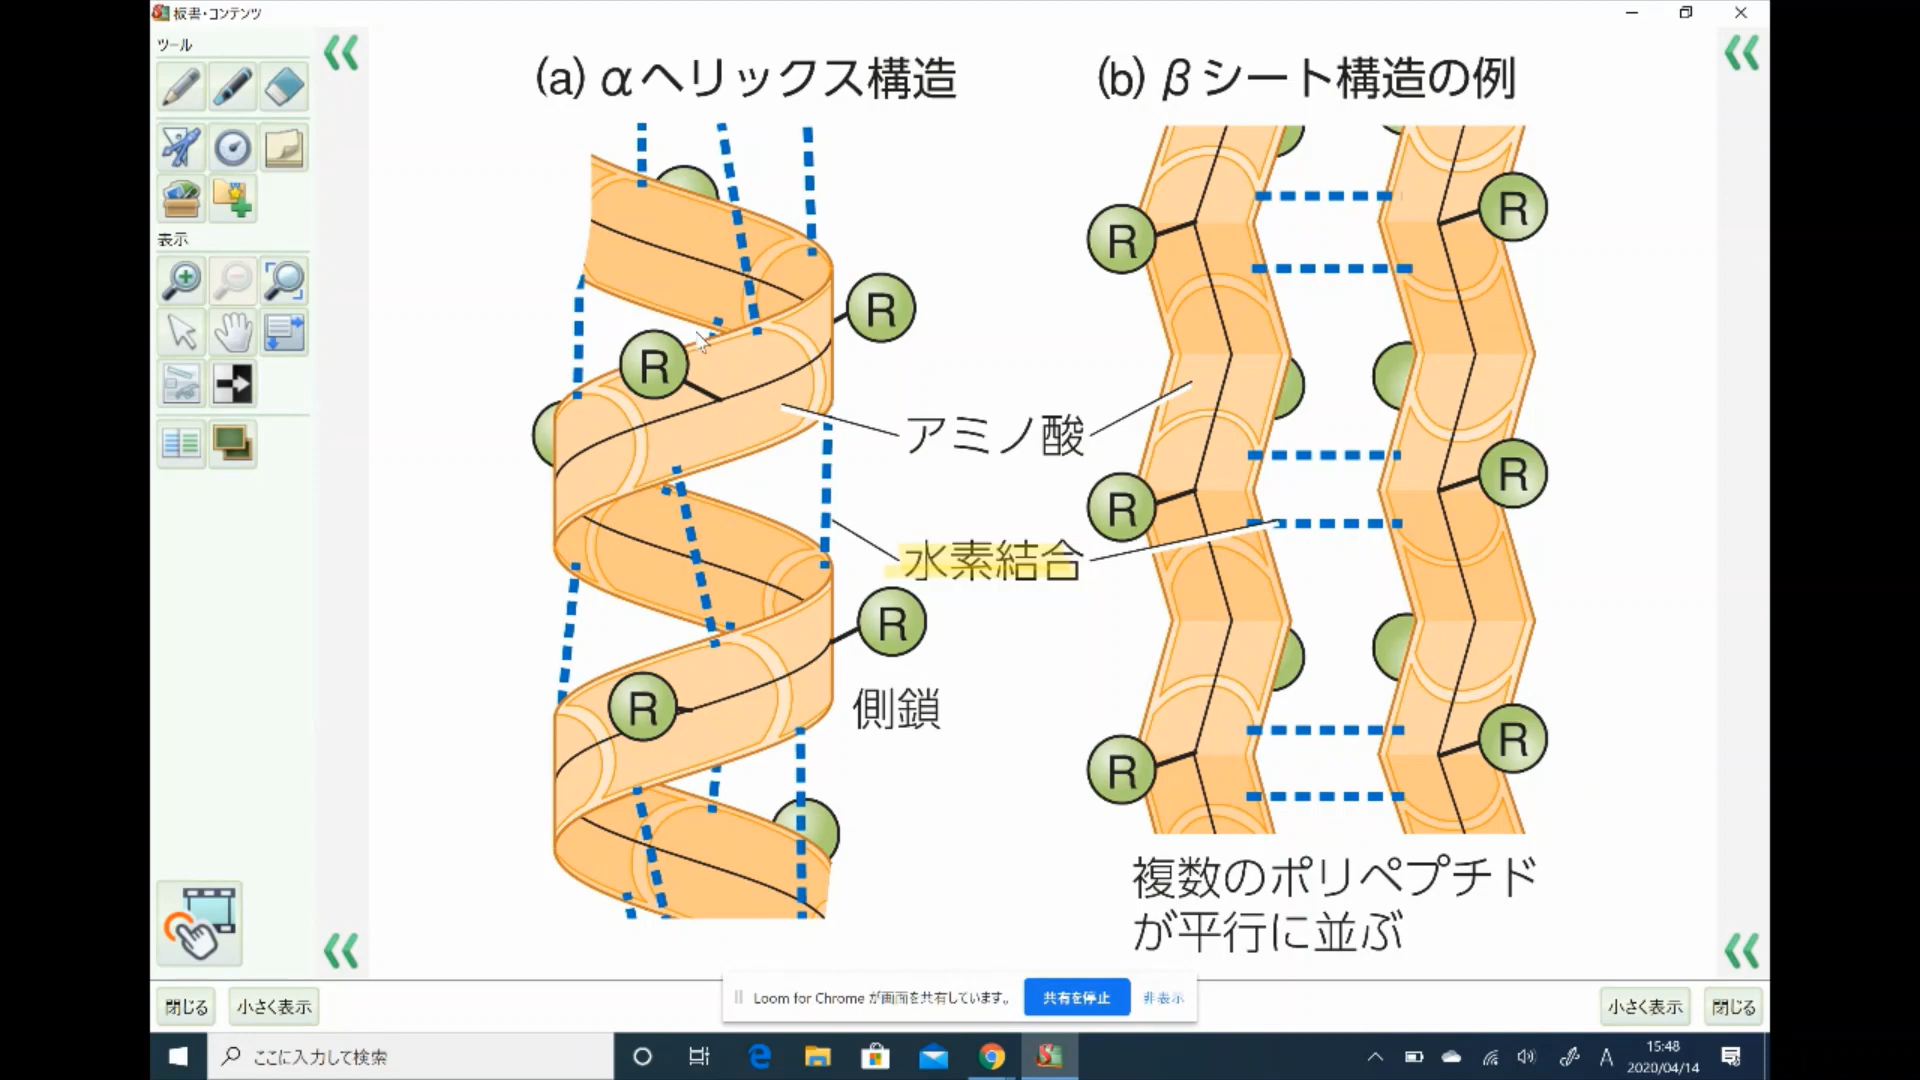 板書・コンテンツ
ツール
表示
(a) αヘリックス構造
(b) βシート構造の例
R
R
R
R
R
R
R
R
R
R
アミノ酸
水素結合
側鎖
複数のポリペプチド
が平行に並ぶ
閉じる
小さく表示
Loom for Chrome が画面を共有しています。
共有を停止
非表示
小さく表示
閉じる
ここに入力して検索
A
15:48
2020/04/14